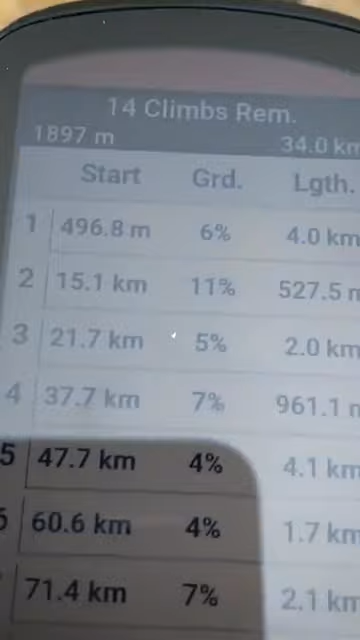 14 Climbs Rem.
1897 m 34.0 km
Start Grd. Lgth.
1 496.8 m 6% 4.0 km
2 15.1 km 11% 527.5 m
3 21.7 km 5% 2.0 km
4 37.7 km 7% 961.1 m
5 47.7 km 4% 4.1 km
6 60.6 km 4% 1.7 km
71.4 km 7% 2.1 km